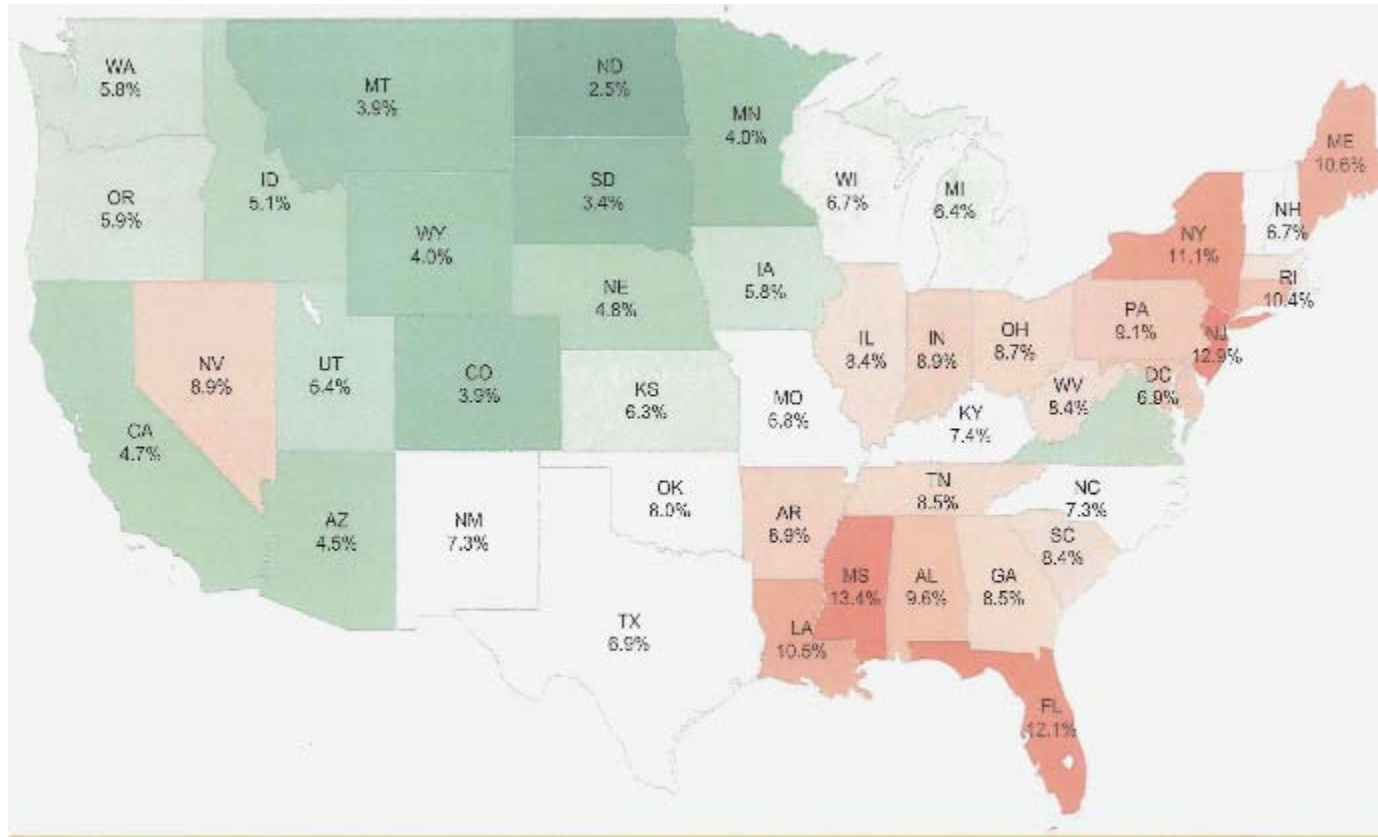 WA
5.8%
MT
3.9%
ND
2.5%
MN
4.0%
ME
10.6%
OR
5.9%
ID
5.1%
SD
3.4%
WI
6.7%
MI
6.4%
NH
6.7%
WY
4.0%
NY
11.1%
IA
5.8%
RI
10.4%
NE
4.8%
PA
9.1%
NV
8.9%
UT
5.4%
CO
3.9%
IL
8.4%
IN
8.9%
OH
8.7%
NJ
12.9%
DC
6.9%
KS
6.3%
MO
6.8%
WV
8.4%
KY
7.4%
CA
4.7%
TN
8.5%
NC
7.3%
OK
8.0%
AR
8.9%
AZ
4.5%
NM
7.3%
SC
8.4%
MS
13.4%
AL
9.6%
GA
8.5%
TX
6.9%
LA
10.5%
FL
12.1%